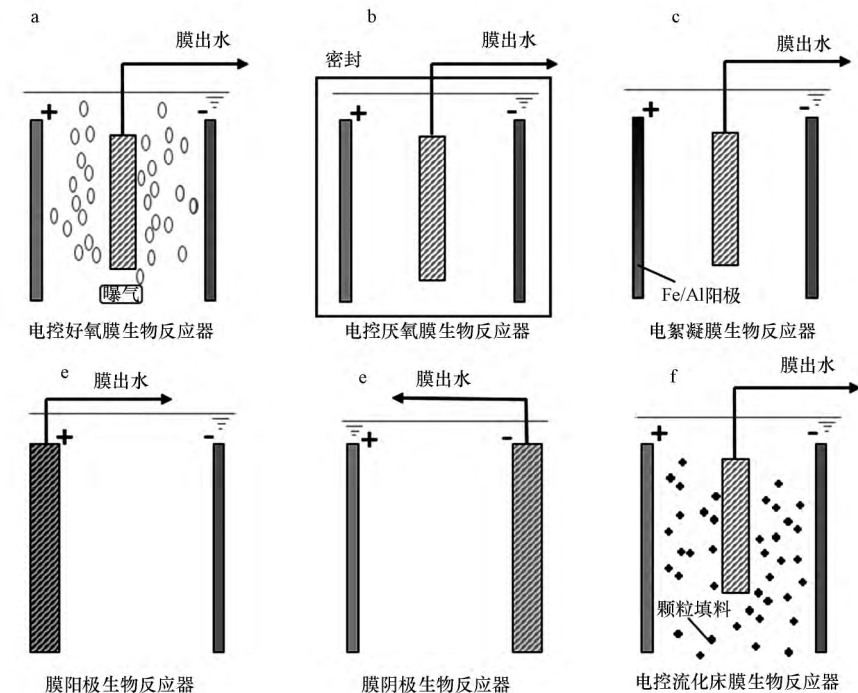 a
膜出水
+
-
曝气
电控好氧膜生物反应器
b
密封
膜出水
+
-
电控厌氧膜生物反应器
c
膜出水
+
-
Fe/Al阳极
电絮凝膜生物反应器
e
膜出水
+
-
膜阳极生物反应器
e
膜出水
+
-
膜阴极生物反应器
f
膜出水
+
-
颗粒填料
电控流化床膜生物反应器